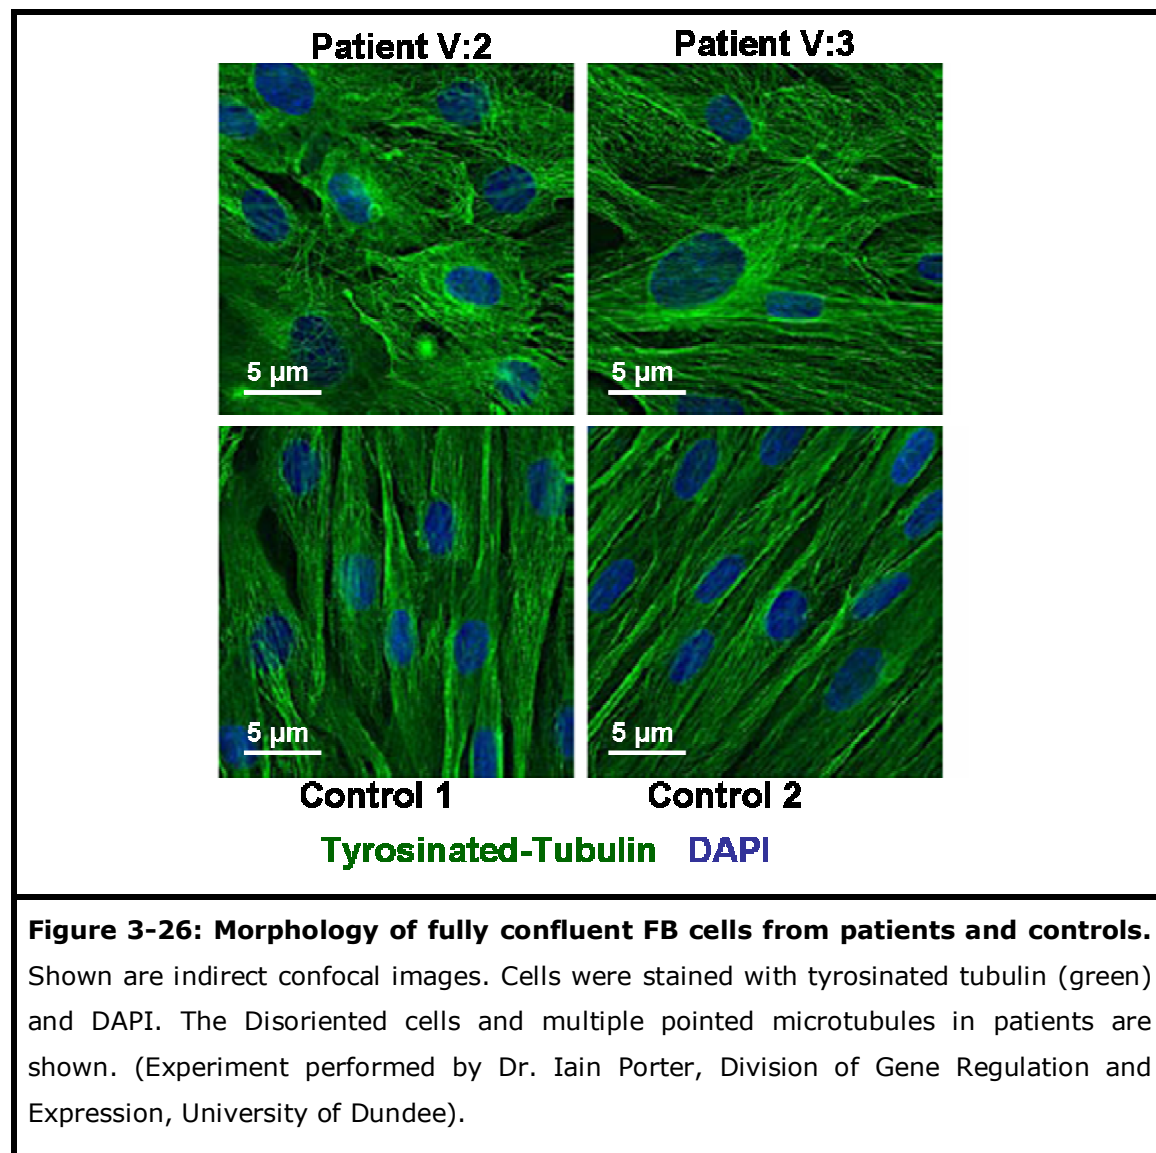 Patient V:2 Patient V:3
5 µm 5 µm
5 µm 5 µm
Control 1 Control 2
Tyrosinated-Tubulin DAPI
Figure 3-26: Morphology of fully confluent FB cells from patients and controls.
Shown are indirect confocal images. Cells were stained with tyrosinated tubulin (green)
and DAPI. The Disoriented cells and multiple pointed microtubules in patients are
shown. (Experiment performed by Dr. Iain Porter, Division of Gene Regulation and
Expression, University of Dundee).